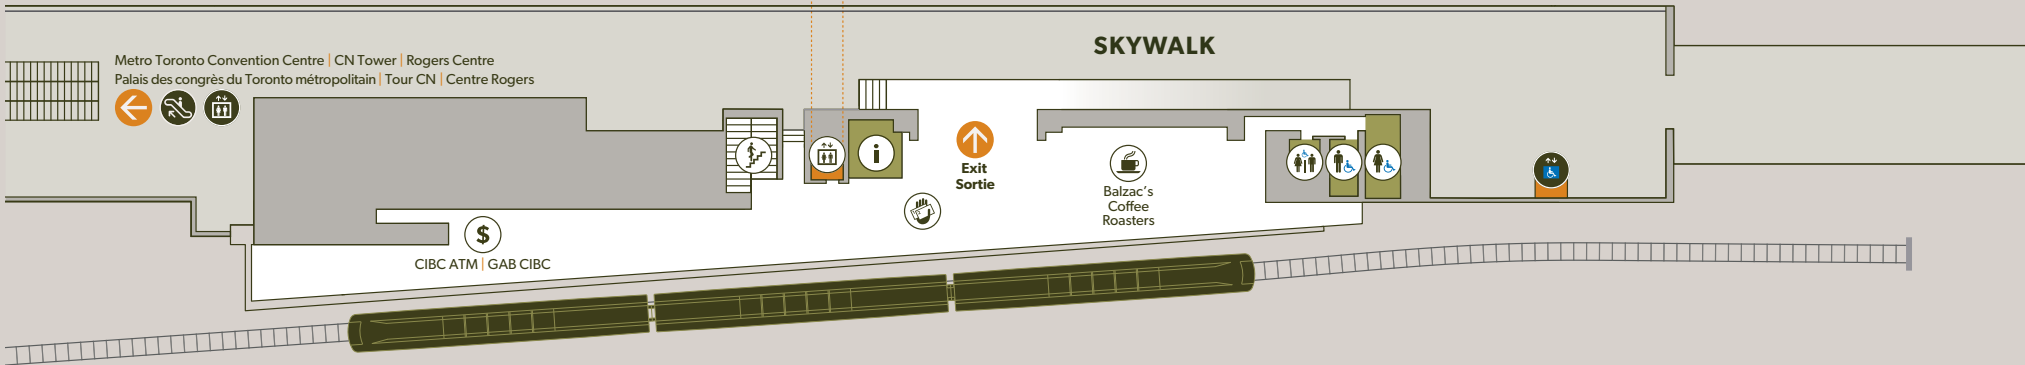 SKYWALK
Metro Toronto Convention Centre | CN Tower | Rogers Centre
Palais des congrès du Toronto métropolitain | Tour CN | Centre Rogers
i
Exit
Sortie
Balzac's
Coffee
Roasters
$
CIBC ATM | GAB CIBC